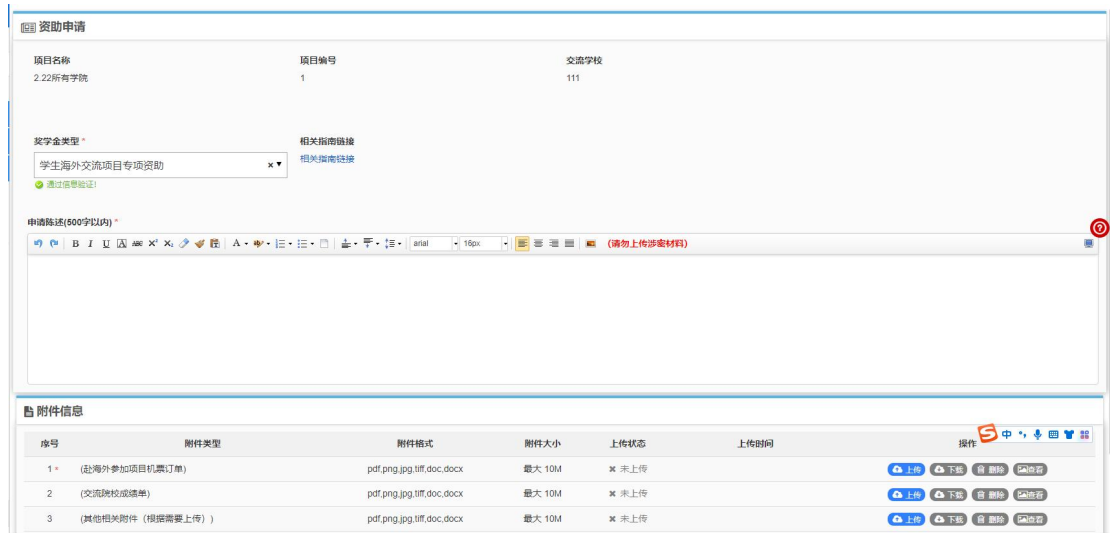 资助申请
项目名称 项目编号 交流学校
2.22所有学院 1 111
奖学金类型 * 相关指南链接
学生海外交流项目专项资助 × ▼ 相关指南链接
通过信息验证!
申请陈述(500字以内) *
B I U A ABC X² X₂ A arial 16px (请勿上传涉密材料)
附件信息
序号 附件类型 附件格式 附件大小 上传状态 上传时间 操作
中
1 * (赴海外参加项目机票订单) pdf,png,jpg,tiff,doc,docx 最大 10M ✖ 未上传 上传 下载 删除 查看
2 (交流院校成绩单) pdf,png,jpg,tiff,doc,docx 最大 10M ✖ 未上传 上传 下载 删除 查看
3 (其他相关附件（根据需要上传）) pdf,png,jpg,tiff,doc,docx 最大 10M ✖ 未上传 上传 下载 删除 查看